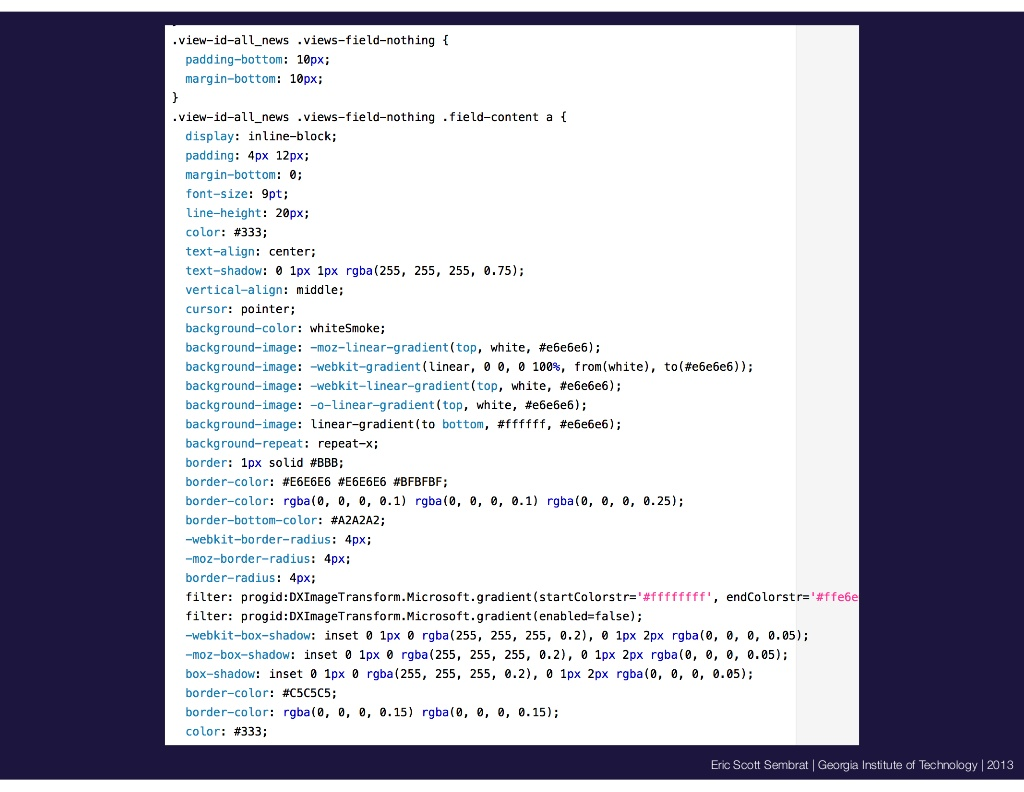 .view-id-all_news .views-field-nothing {
  padding-bottom: 10px;
  margin-bottom: 10px;
}
.view-id-all_news .views-field-nothing .field-content a {
  display: inline-block;
  padding: 4px 12px;
  margin-bottom: 0;
  font-size: 9pt;
  line-height: 20px;
  color: #333;
  text-align: center;
  text-shadow: 0 1px 1px rgba(255, 255, 255, 0.75);
  vertical-align: middle;
  cursor: pointer;
  background-color: whiteSmoke;
  background-image: -moz-linear-gradient(top, white, #e6e6e6);
  background-image: -webkit-gradient(linear, 0 0, 0 100%, from(white), to(#e6e6e6));
  background-image: -webkit-linear-gradient(top, white, #e6e6e6);
  background-image: -o-linear-gradient(top, white, #e6e6e6);
  background-image: linear-gradient(to bottom, #ffffff, #e6e6e6);
  background-repeat: repeat-x;
  border: 1px solid #BBB;
  border-color: #E6E6E6 #E6E6E6 #BFBFBF;
  border-color: rgba(0, 0, 0, 0.1) rgba(0, 0, 0, 0.1) rgba(0, 0, 0, 0.25);
  border-bottom-color: #A2A2A2;
  -webkit-border-radius: 4px;
  -moz-border-radius: 4px;
  border-radius: 4px;
  filter: progid:DXImageTransform.Microsoft.gradient(startColorstr='#ffffffff', endColorstr='#ffe6e
  filter: progid:DXImageTransform.Microsoft.gradient(enabled=false);
  -webkit-box-shadow: inset 0 1px 0 rgba(255, 255, 255, 0.2), 0 1px 2px rgba(0, 0, 0, 0.05);
  -moz-box-shadow: inset 0 1px 0 rgba(255, 255, 255, 0.2), 0 1px 2px rgba(0, 0, 0, 0.05);
  box-shadow: inset 0 1px 0 rgba(255, 255, 255, 0.2), 0 1px 2px rgba(0, 0, 0, 0.05);
  border-color: #C5C5C5;
  border-color: rgba(0, 0, 0, 0.15) rgba(0, 0, 0, 0.15);
  color: #333;
Eric Scott Sembrat | Georgia Institute of Technology | 2013